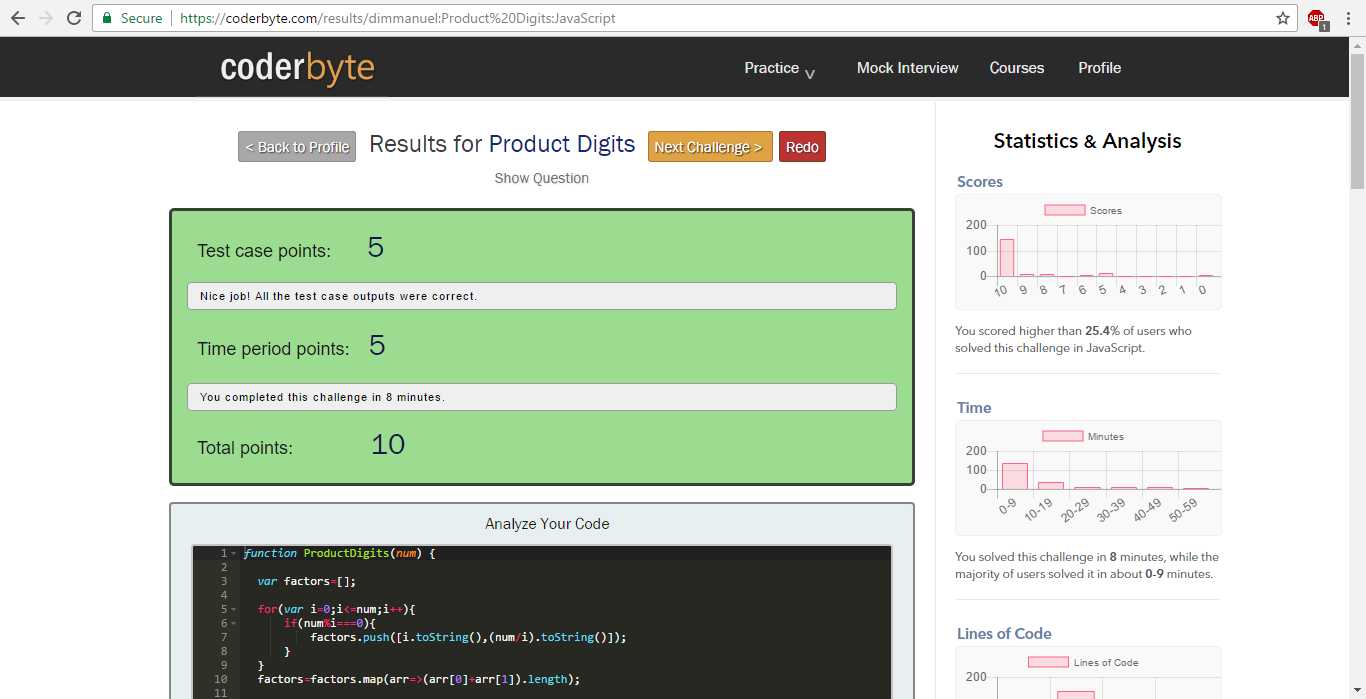 Secure https://coderbyte.com/results/dimmanuel:Product%20Digits:JavaScript
ABP
1
coderbyte
Practice
Mock Interview
Courses
Profile
< Back to Profile
Results for Product Digits
Next Challenge >
Redo
Show Question
Test case points: 5
Nice job! All the test case outputs were correct.
Time period points: 5
You completed this challenge in 8 minutes.
Total points: 10
Analyze Your Code
1 function ProductDigits(num) {
2
3 var factors=[];
4
5 for(var i=0;i<=num;i++){
6 if(num%i===0){
7 factors.push([i.toString(),(num/i).toString()]);
8 }
9 }
10 factors=factors.map(arr=>(arr[0]+arr[1]).length);
11
Statistics & Analysis
Scores
Scores
200
100
0
10 9 8 7 6 5 4 3 2 1 0
You scored higher than 25.4% of users who
solved this challenge in JavaScript.
Time
Minutes
200
100
0
0-9 10-19 20-29 30-39 40-49 50-59
You solved this challenge in 8 minutes, while the
majority of users solved it in about 0-9 minutes.
Lines of Code
Lines of Code
200